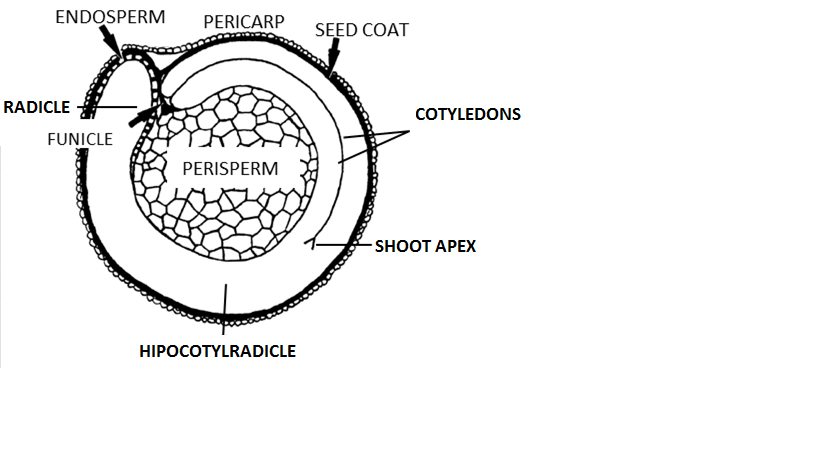 ENDOSPERM
PERICARP
SEED COAT
RADICLE
COTYLEDONS
FUNICLE
PERISPERM
SHOOT APEX
HIPOCOTYLRADICLE